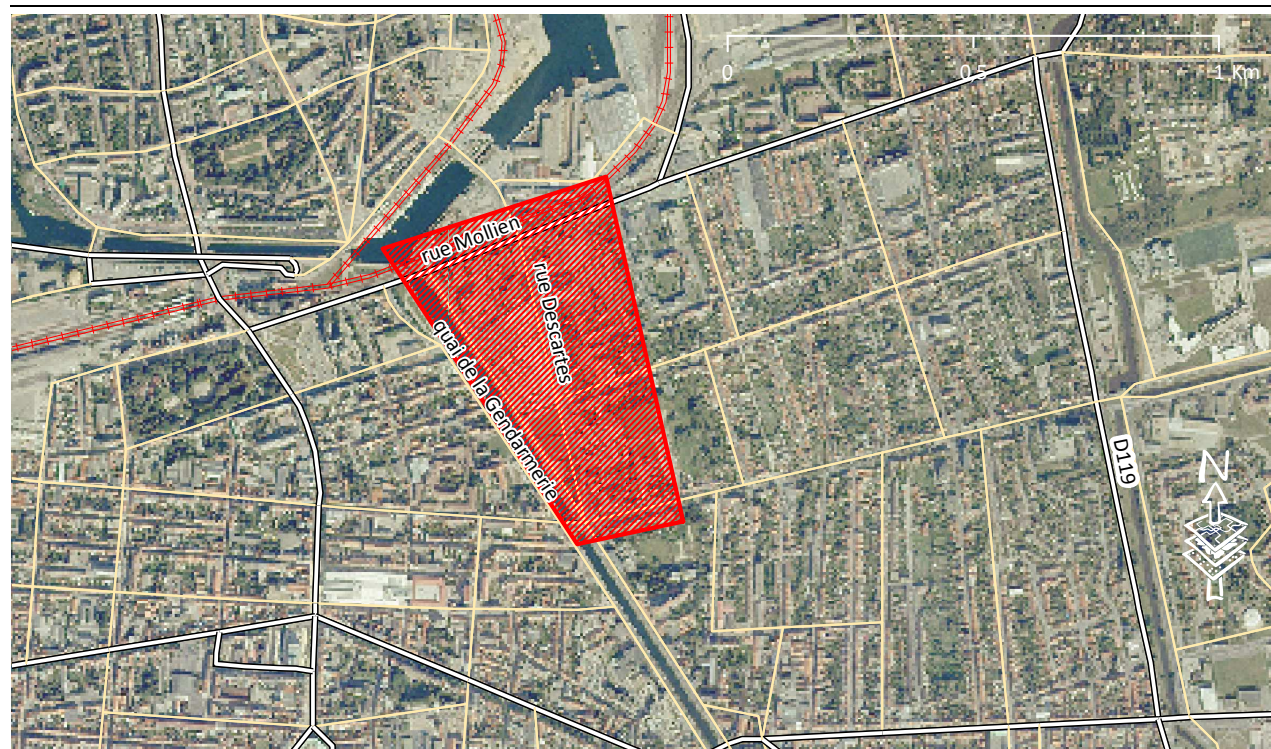 0 0.5 1 Km
rue Mollien
rue Descartes
quai de la Gendarmerie
D119
N